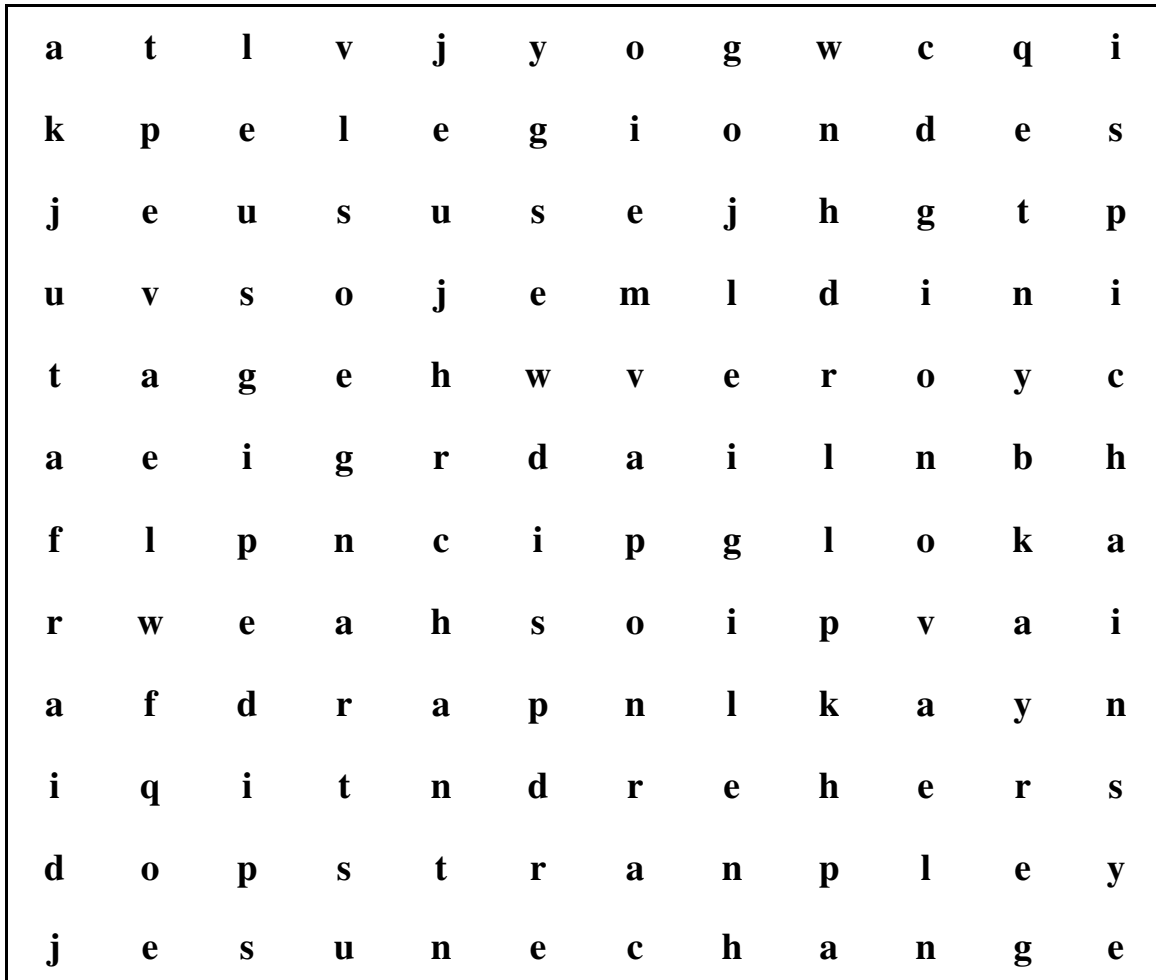 a t l v j y o g w c q i
k p e l e g i o n d e s
j e u s u s e j h g t p
u v s o j e m l d i n i
t a g e h w v e r o y c
a e i g r d a i l n b h
f l p n c i p g l o k a
r w e a h s o i p v a i
a f d r a p n l k a y n
i q i t n d r e h e r s
d o p s t r a n p l e y
j e s u n e c h a n g e